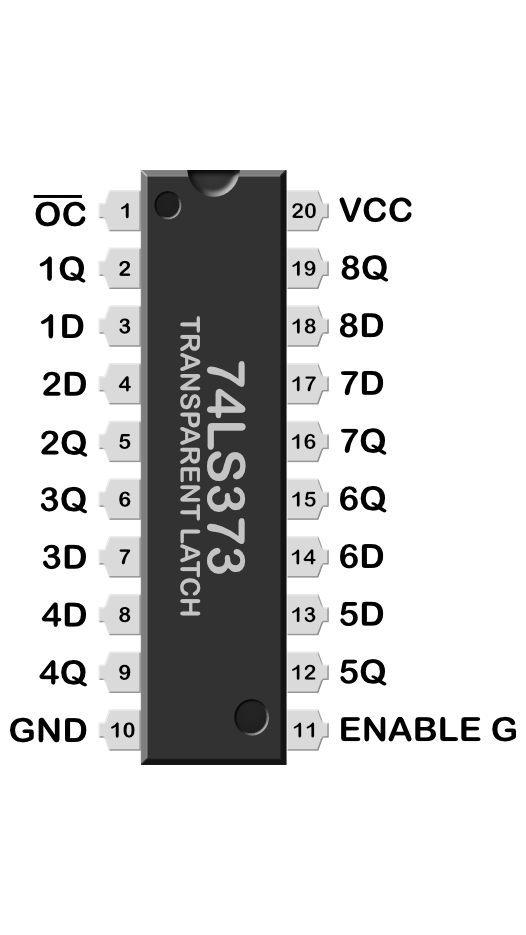 O̅C̅ 1 20 VCC
1Q 2 19 8Q
1D 3 18 8D
2D 4 17 7D
2Q 5 16 7Q
3Q 6 15 6Q
3D 7 14 6D
4D 8 13 5D
4Q 9 12 5Q
GND 10 11 ENABLE G
74LS373
TRANSPARENT LATCH